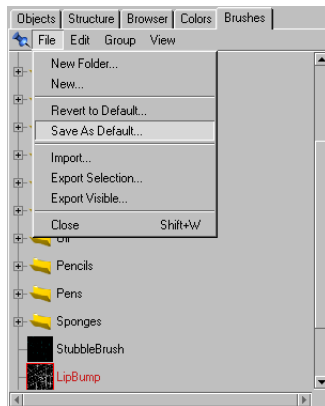 Objects Structure Browser Colors Brushes
File Edit Group View
New Folder...
New...
Revert to Default...
Save As Default...
Import...
Export Selection...
Export Visible...
Close Shift+W
Oil
Pencils
Pens
Sponges
StubbleBrush
LipBump